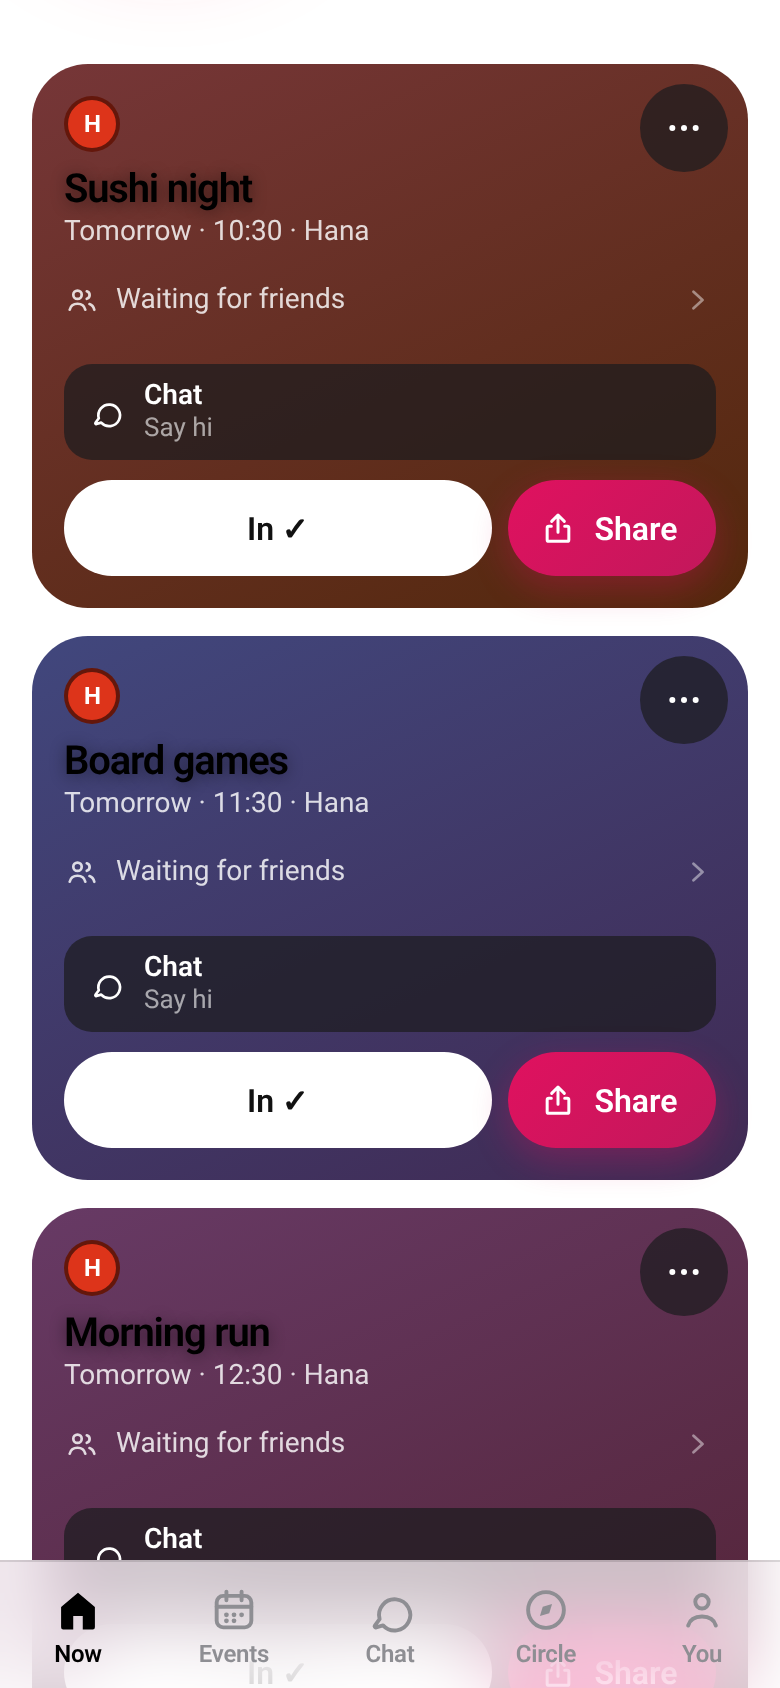 H
Sushi night
Tomorrow · 10:30 · Hana
Waiting for friends
Chat
Say hi
In ✓
Share
H
Board games
Tomorrow · 11:30 · Hana
Waiting for friends
Chat
Say hi
In ✓
Share
H
Morning run
Tomorrow · 12:30 · Hana
Waiting for friends
Chat
In ✓
Share
Now
Events
Chat
Circle
You